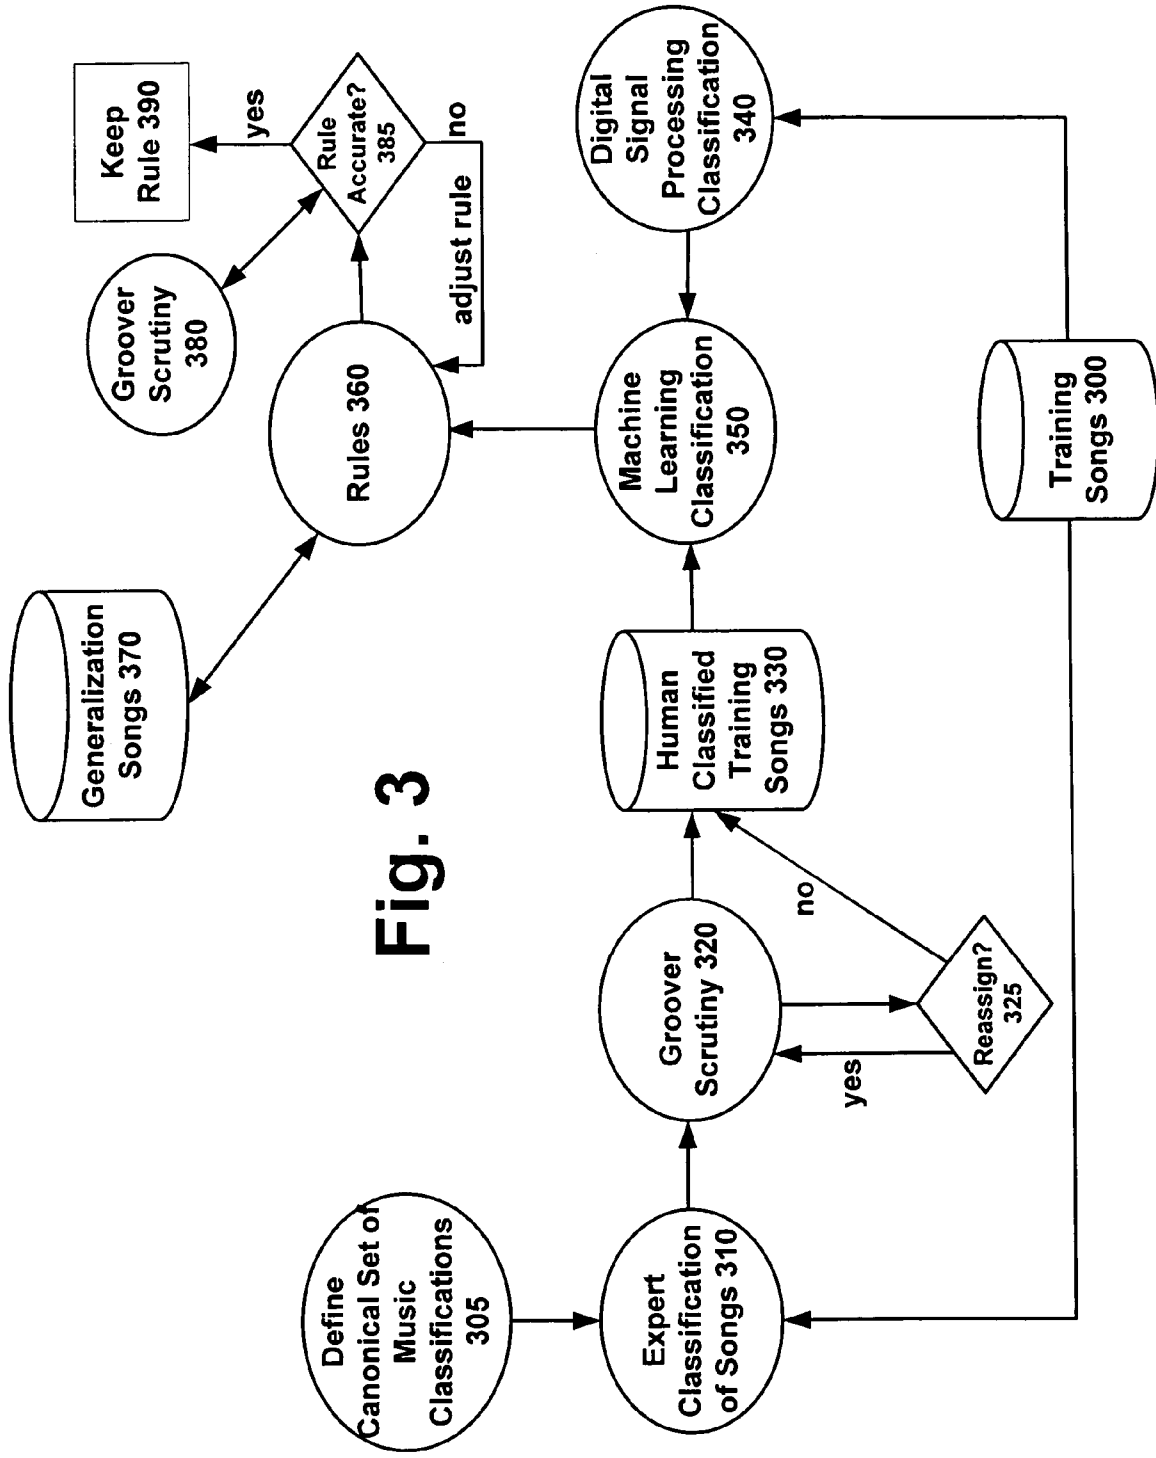 Define
Canonical Set of
Music
Classifications
305
Expert
Classification
of Songs 310
Groover
Scrutiny 320
yes
Reassign?
325
no
Human
Classified
Training
Songs 330
Training
Songs 300
Machine
Learning
Classification
350
Digital
Signal
Processing
Classification
340
Generalization
Songs 370
Rules 360
Groover
Scrutiny
380
Rule
Accurate?
385
yes
no
adjust rule
Keep
Rule 390
Fig. 3